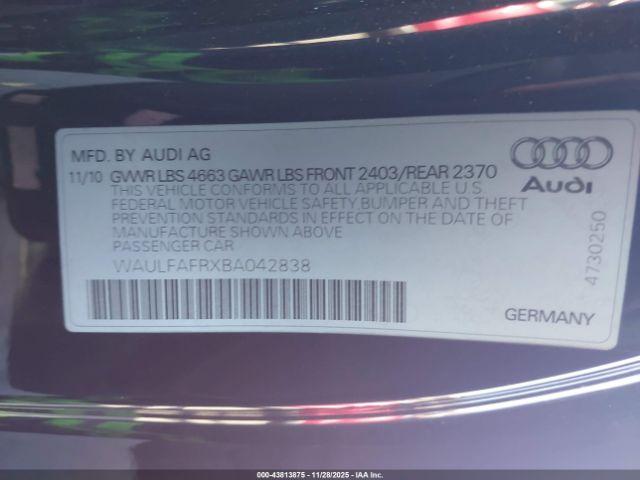 MFD. BY AUDI AG
11/10 GVWR LBS 4663 GAWR LBS FRONT 2403/REAR 2370
THIS VEHICLE CONFORMS TO ALL APPLICABLE U.S.
FEDERAL MOTOR VEHICLE SAFETY, BUMPER AND THEFT
PREVENTION STANDARDS IN EFFECT ON THE DATE OF
MANUFACTURE SHOWN ABOVE
PASSENGER CAR
WAULFAFRXBA042838
Audi
4730250
GERMANY
000-43813875 | 11/28/2025 - IAAI, Inc.